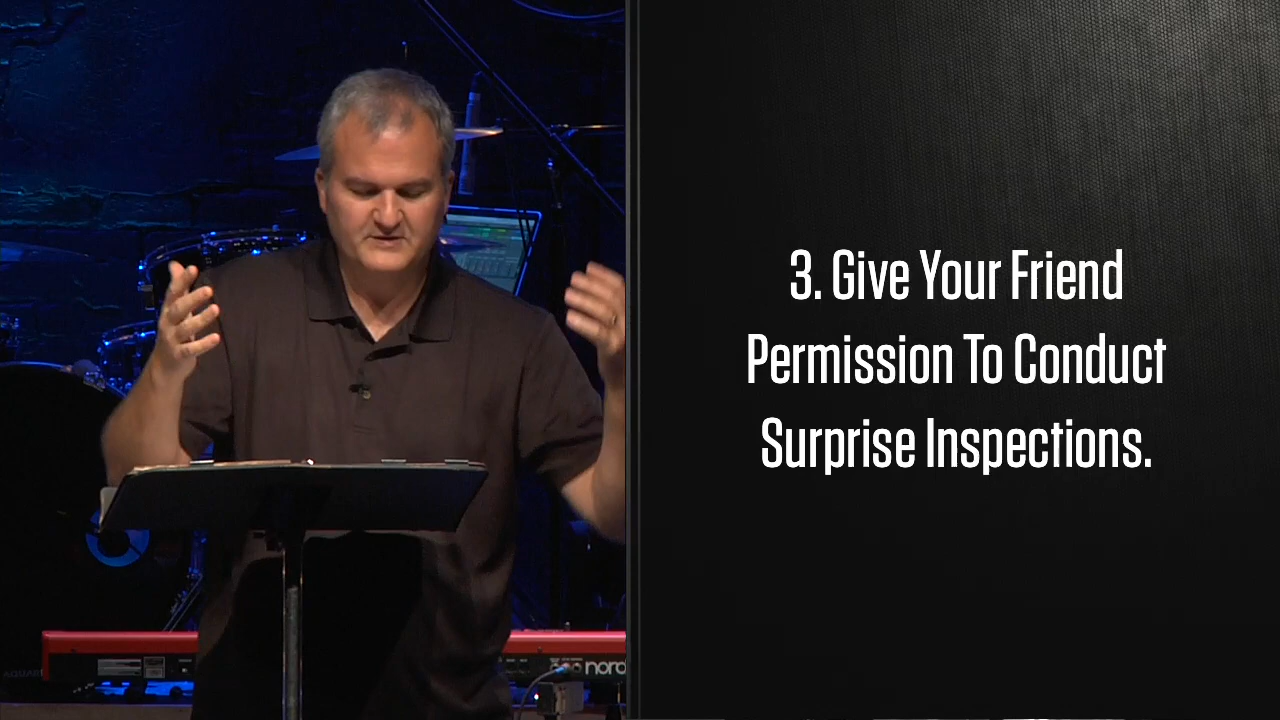 3. Give Your Friend
Permission To Conduct
Surprise Inspections.
nord